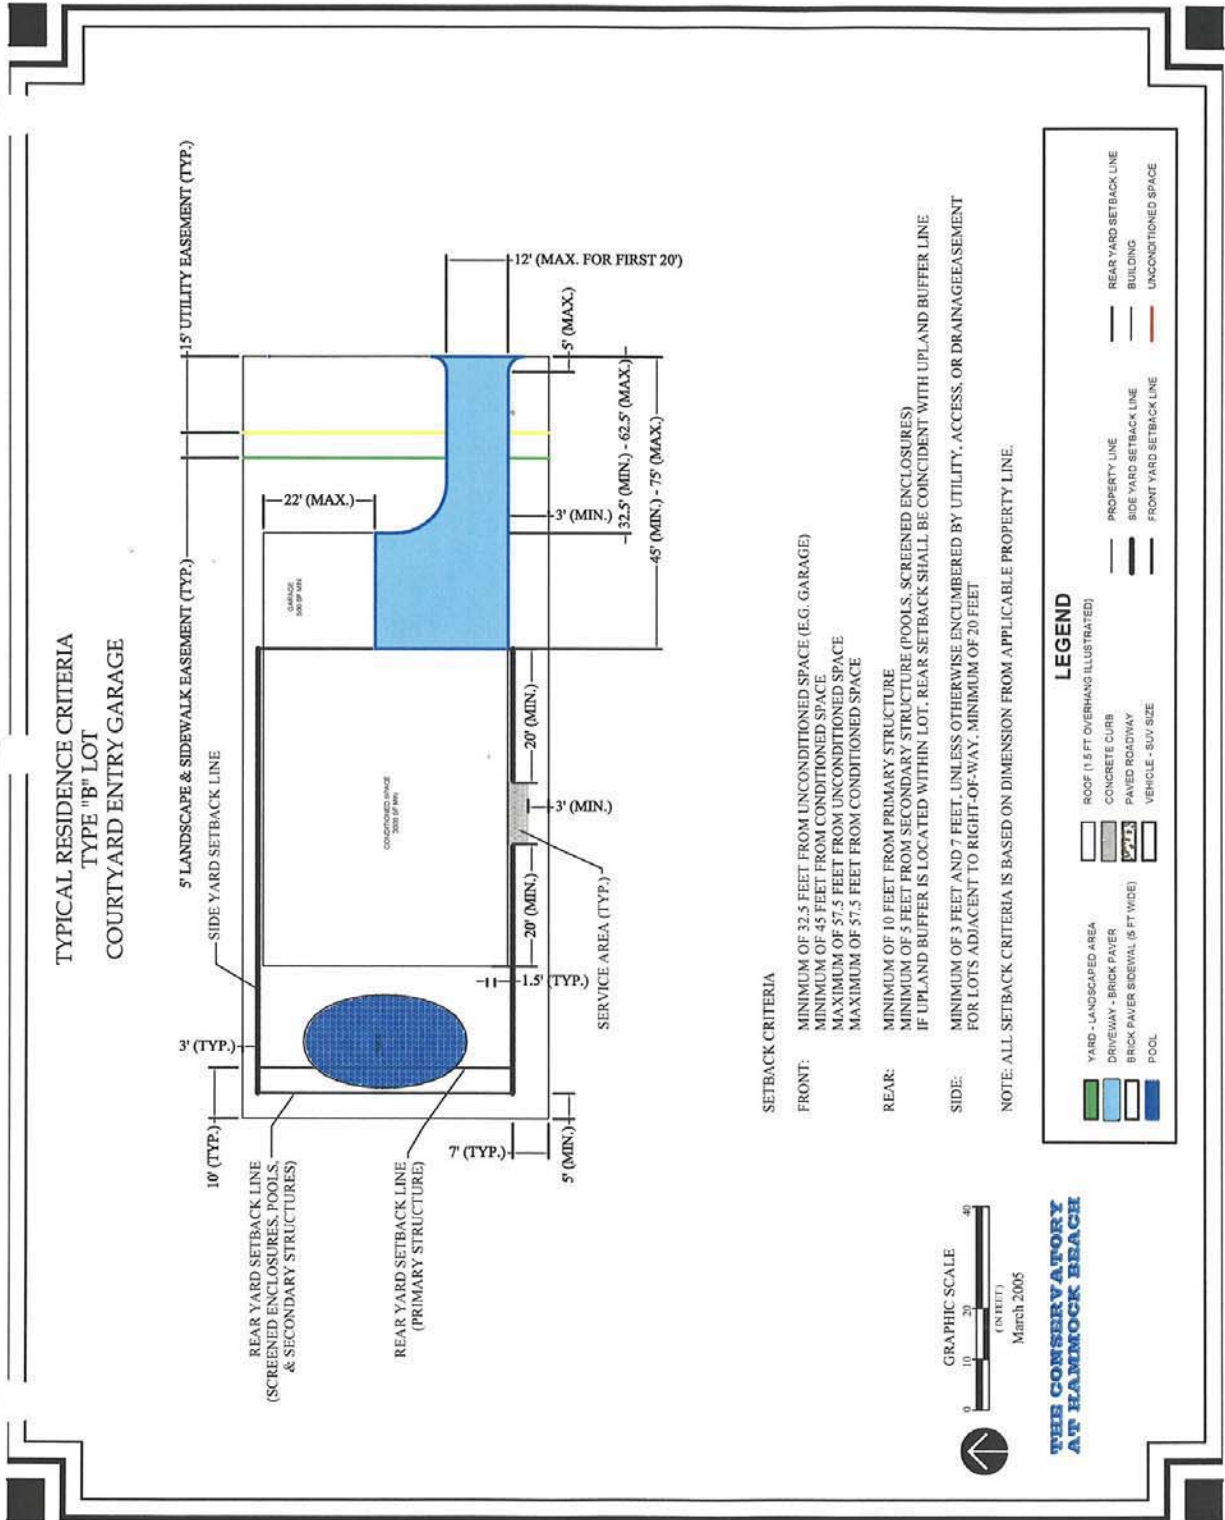 TYPICAL RESIDENCE CRITERIA
TYPE "B" LOT
COURTYARD ENTRY GARAGE
5' LANDSCAPE & SIDEWALK EASEMENT (TYP.)
15' UTILITY EASEMENT (TYP.)
SIDE YARD SETBACK LINE
3' (TYP.)
10' (TYP.)
REAR YARD SETBACK LINE
(SCREENED ENCLOSURES, POOLS,
& SECONDARY STRUCTURES)
REAR YARD SETBACK LINE
(PRIMARY STRUCTURE)
7' (TYP.)
5' (MIN.)
22' (MAX.)
GARAGE
500 SF MIN
CONDITIONED SPACE
3000 SF MIN
1.5' (TYP.)
20' (MIN.)
3' (MIN.)
20' (MIN.)
SERVICE AREA (TYP.)
12' (MAX. FOR FIRST 20')
5' (MAX.)
3' (MIN.)
32.5' (MIN.) - 62.5' (MAX.)
45' (MIN.) - 75' (MAX.)
SETBACK CRITERIA
FRONT: MINIMUM OF 32.5 FEET FROM UNCONDITIONED SPACE (E.G. GARAGE)
MINIMUM OF 45 FEET FROM CONDITIONED SPACE
MAXIMUM OF 57.5 FEET FROM UNCONDITIONED SPACE
MAXIMUM OF 57.5 FEET FROM CONDITIONED SPACE
REAR: MINIMUM OF 10 FEET FROM PRIMARY STRUCTURE
MINIMUM OF 5 FEET FROM SECONDARY STRUCTURE (POOLS, SCREENED ENCLOSURES)
IF UPLAND BUFFER IS LOCATED WITHIN LOT, REAR SETBACK SHALL BE COINCIDENT WITH UPLAND BUFFER LINE
SIDE: MINIMUM OF 3 FEET AND 7 FEET, UNLESS OTHERWISE ENCUMBERED BY UTILITY, ACCESS, OR DRAINAGEEASEMENT
FOR LOTS ADJACENT TO RIGHT-OF-WAY, MINIMUM OF 20 FEET
NOTE: ALL SETBACK CRITERIA IS BASED ON DIMENSION FROM APPLICABLE PROPERTY LINE.
GRAPHIC SCALE
0 10 20 40
( IN FEET )
March 2005
THE CONSERVATORY
AT HAMMOCK BEACH
LEGEND
YARD - LANDSCAPED AREA
DRIVEWAY - BRICK PAVER
BRICK PAVER SIDEWAL (5 FT WIDE)
POOL
ROOF (1.5 FT OVERHANG ILLUSTRATED)
CONCRETE CURB
PAVED ROADWAY
VEHICLE - SUV SIZE
PROPERTY LINE
SIDE YARD SETBACK LINE
FRONT YARD SETBACK LINE
REAR YARD SETBACK LINE
BUILDING
UNCONDITIONED SPACE